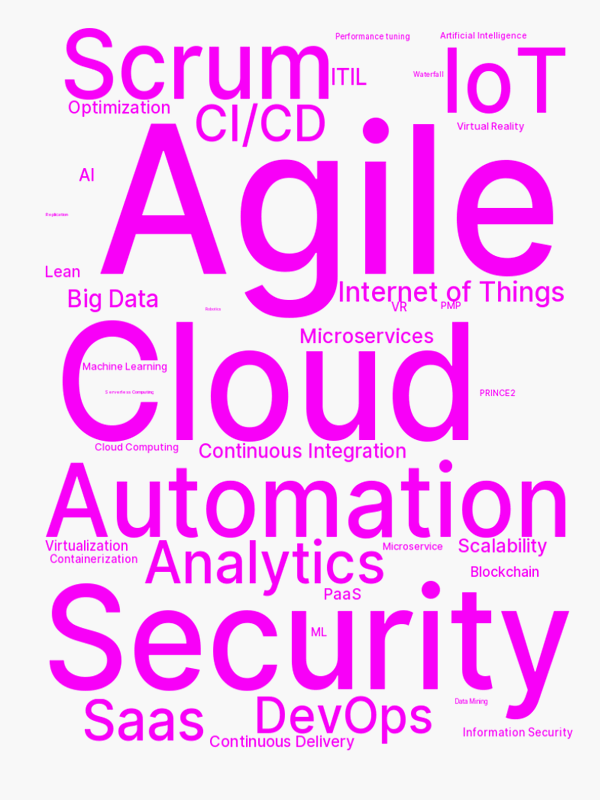 Performance tuning
Artificial Intelligence
Scrum
ITIL
Waterfall
IoT
Optimization
CI/CD
Virtual Reality
AI
Agile
Replication
Lean
Big Data
Internet of Things
VR
PMP
Robotics
Microservices
Cloud
Machine Learning
Serverless Computing
PRINCE2
Cloud Computing
Continuous Integration
Automation
Virtualization
Containerization
Analytics
Microservice
Scalability
Blockchain
PaaS
Security
ML
Saas
DevOps
Data Mining
Continuous Delivery
Information Security